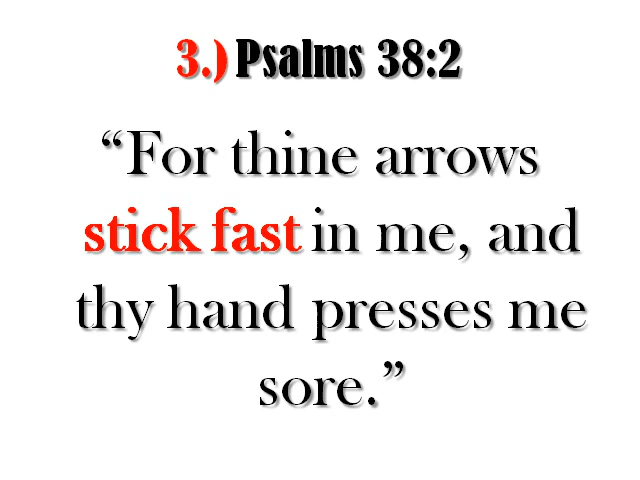 3.) Psalms 38:2
“For thine arrows
stick fast in me, and
thy hand presses me
sore.”